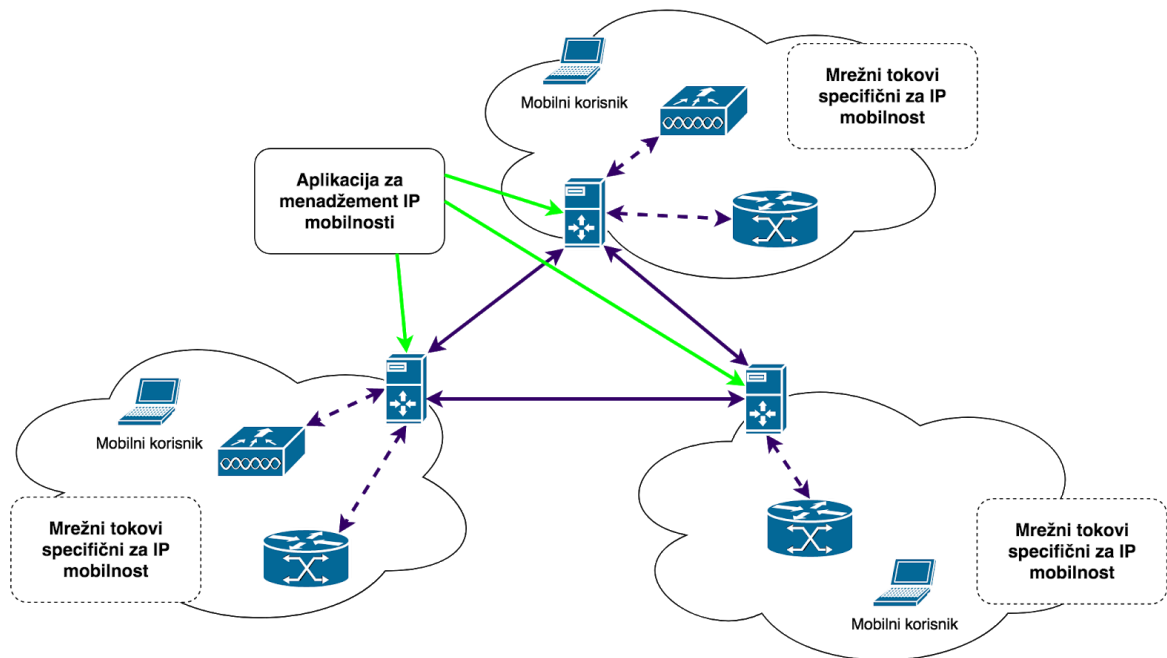 Mobilni korisnik
Mrežni tokovi
specifični za IP
mobilnost
Aplikacija za
menadžement IP
mobilnosti
Mobilni korisnik
Mrežni tokovi
specifični za IP
mobilnost
Mrežni tokovi
specifični za IP
mobilnost
Mobilni korisnik